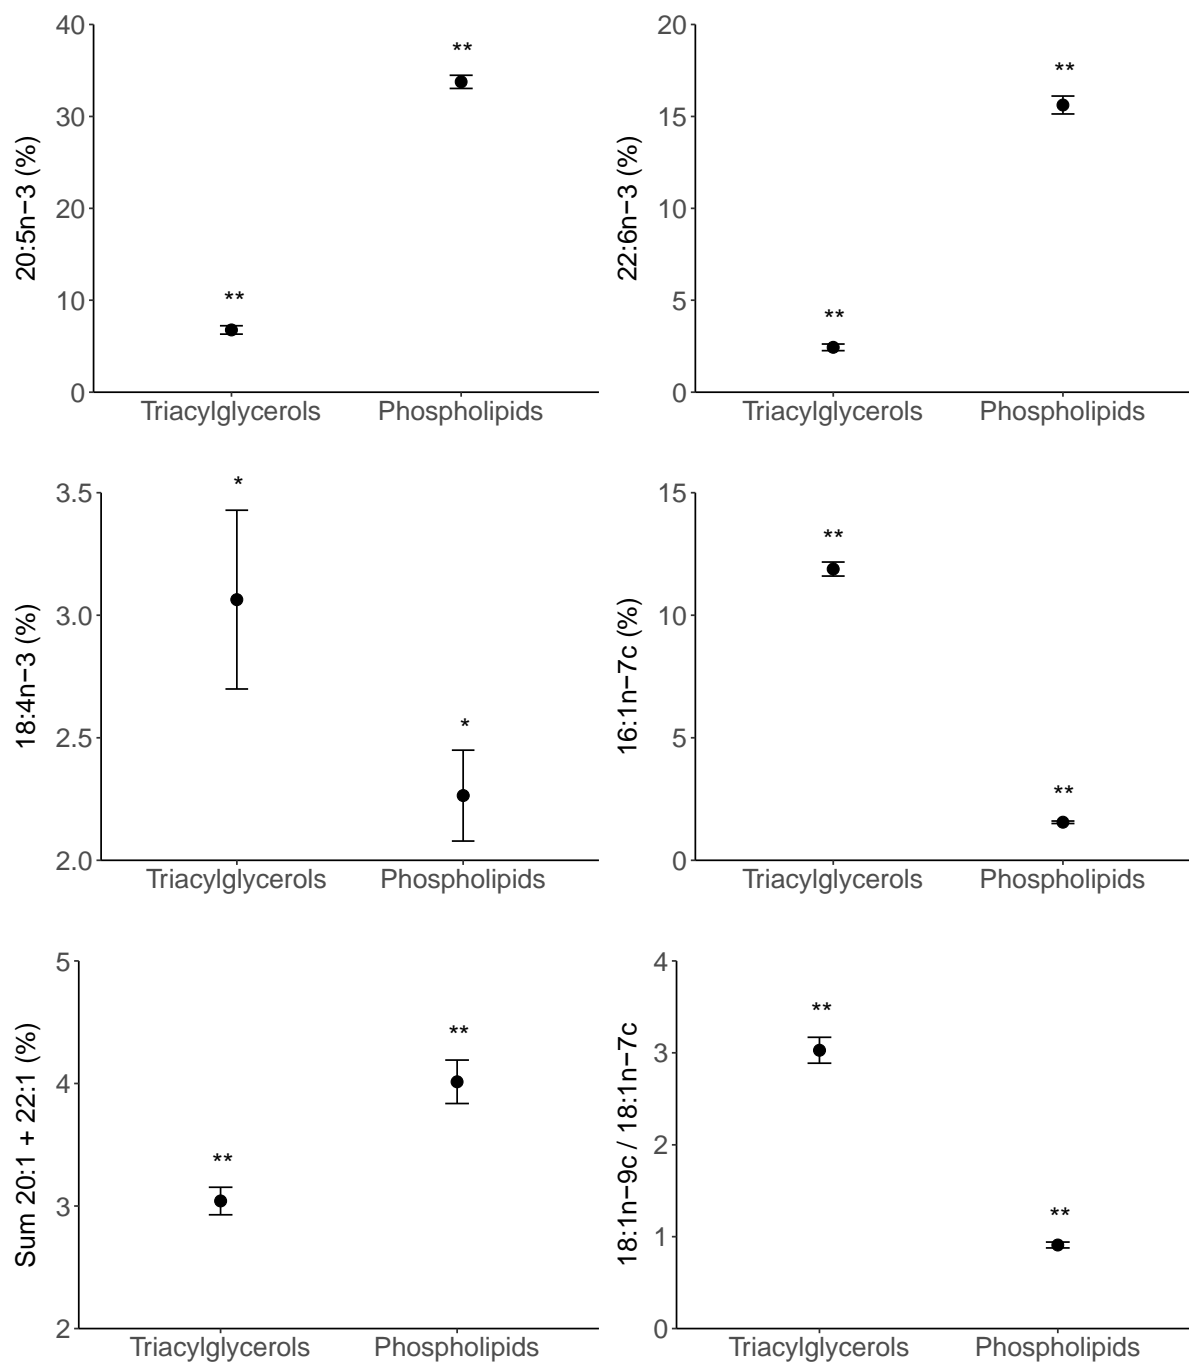 20:5n−3 (%)
40
30
20
10
0
**
**
Triacylglycerols
Phospholipids
22:6n−3 (%)
20
15
10
5
0
**
**
Triacylglycerols
Phospholipids
18:4n−3 (%)
3.5
3.0
2.5
2.0
*
*
Triacylglycerols
Phospholipids
16:1n−7c (%)
15
10
5
0
**
**
Triacylglycerols
Phospholipids
Sum 20:1 + 22:1 (%)
5
4
3
2
**
**
Triacylglycerols
Phospholipids
18:1n−9c / 18:1n−7c
4
3
2
1
0
**
**
Triacylglycerols
Phospholipids